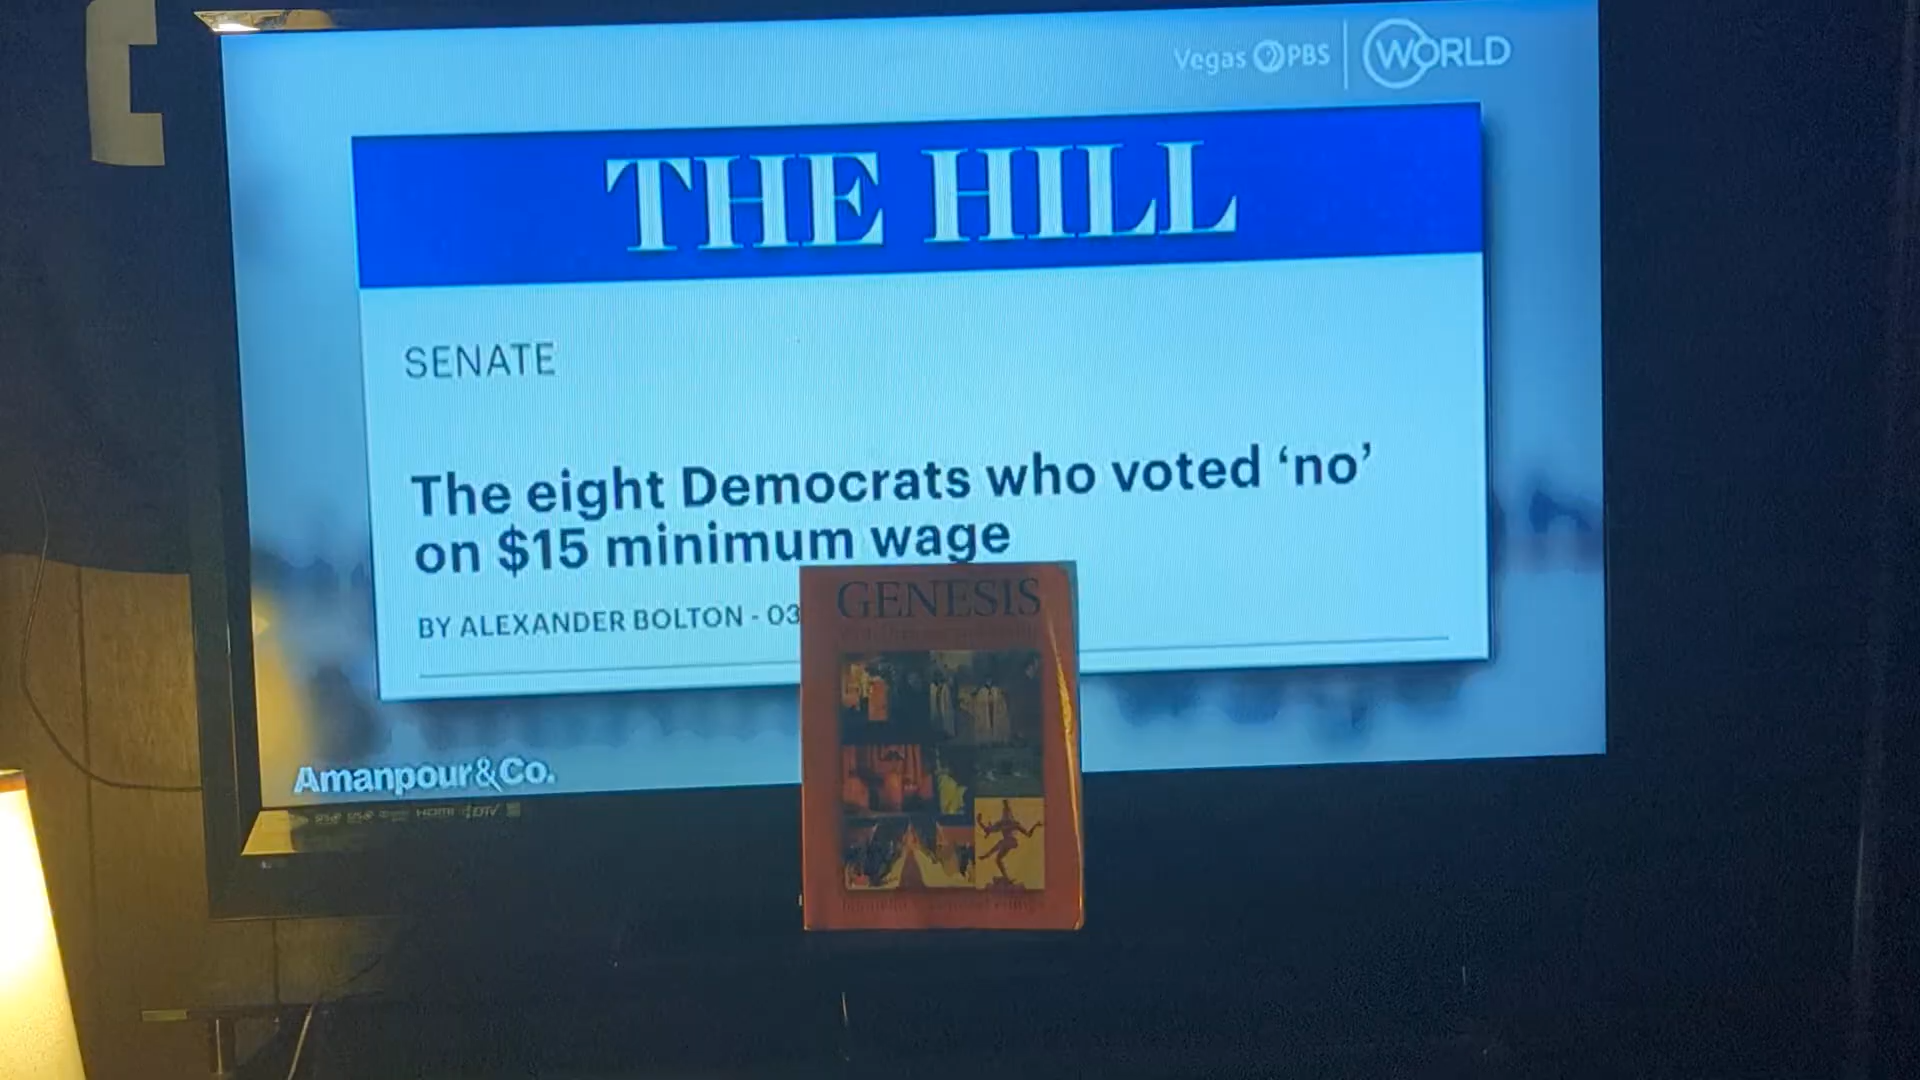 Vegas PBS WORLD
THE HILL
SENATE
The eight Democrats who voted ‘no’
on $15 minimum wage
BY ALEXANDER BOLTON - 03
GENESIS
Amanpour&Co.
HDMI